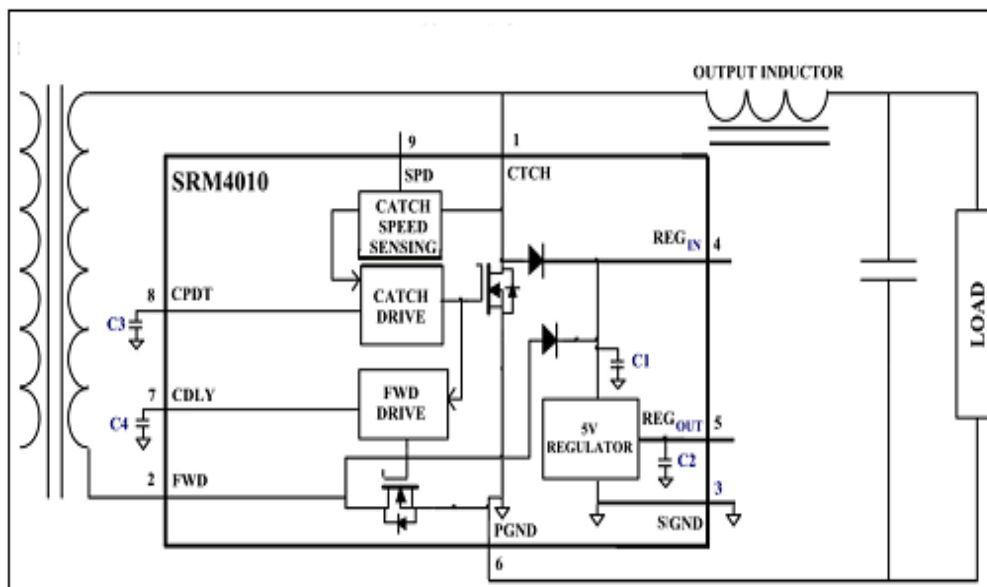 OUTPUT INDUCTOR
9
1
SRM4010
SPD
CTCH
CATCH
SPEED
SENSING
REGIN
4
8
CPDT
CATCH
DRIVE
C3
C1
LOAD
7
CDLY
FWD
DRIVE
C4
REGOUT
5
5V
REGULATOR
C2
2
FWD
3
PGND
S/GND
6